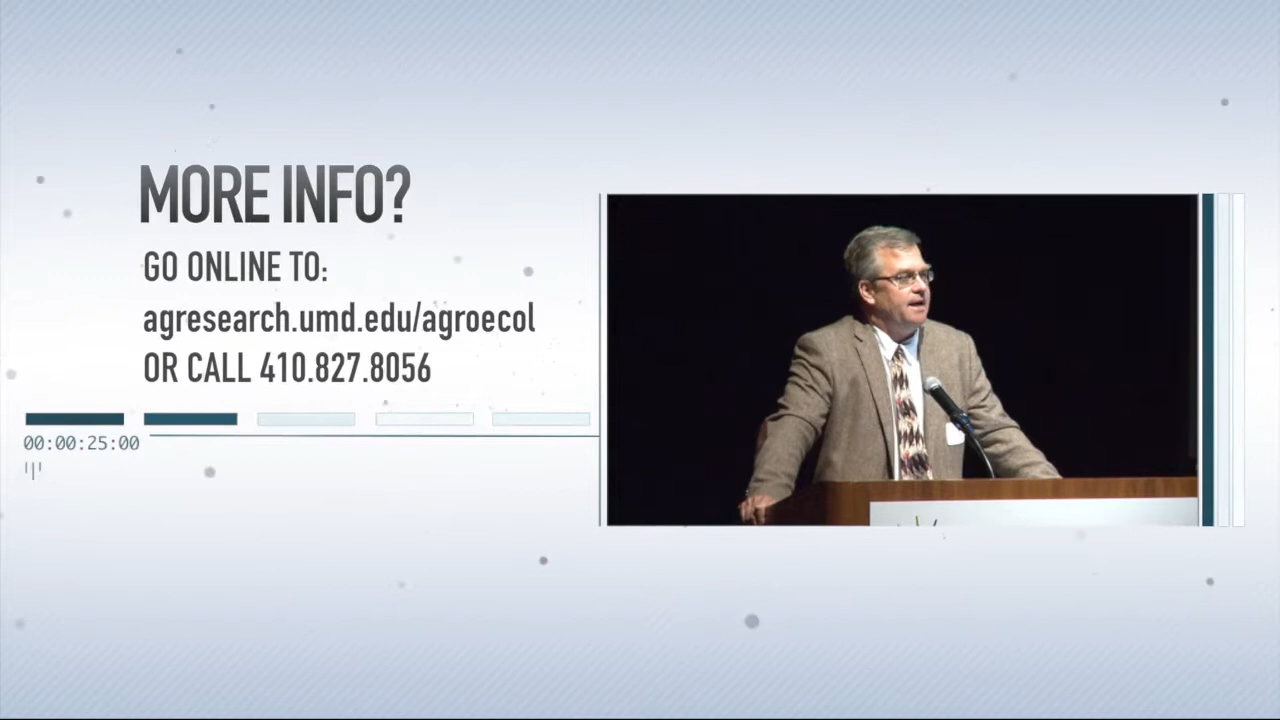 MORE INFO?
GO ONLINE TO:
agresearch.umd.edu/agroecol
OR CALL 410.827.8056
00:00:25:00